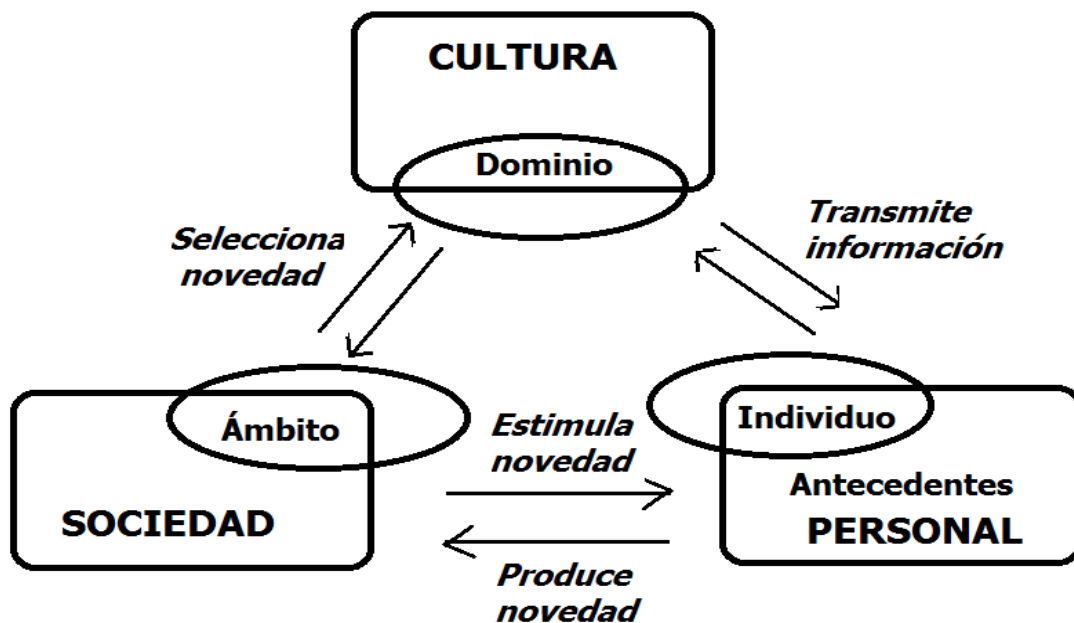 CULTURA
Dominio
Selecciona
novedad
Transmite
información
Ámbito
SOCIEDAD
Estimula
novedad
Produce
novedad
Individuo
Antecedentes
PERSONAL